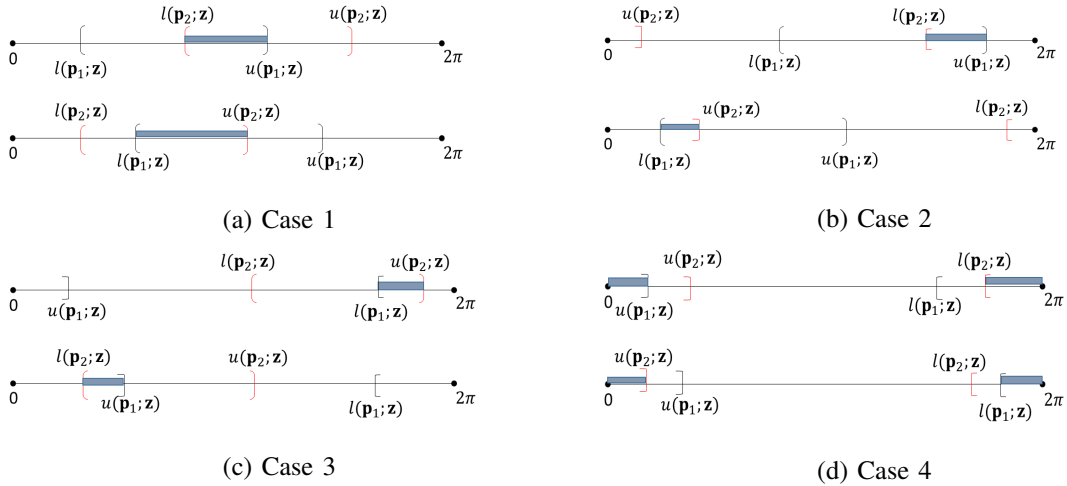 l(p₂;z) u(p₂;z)
0 l(p₁;z) u(p₁;z) 2π
l(p₂;z) u(p₂;z)
0 l(p₁;z) u(p₁;z) 2π
(a) Case 1
u(p₂;z) l(p₂;z)
0 l(p₁;z) u(p₁;z) 2π
u(p₂;z) l(p₂;z)
0 l(p₁;z) u(p₁;z) 2π
(b) Case 2
l(p₂;z) u(p₂;z)
0 u(p₁;z) l(p₁;z) 2π
l(p₂;z) u(p₂;z)
0 u(p₁;z) l(p₁;z) 2π
(c) Case 3
u(p₂;z) l(p₂;z)
0 u(p₁;z) l(p₁;z) 2π
u(p₂;z) l(p₂;z)
0 u(p₁;z) l(p₁;z) 2π
(d) Case 4